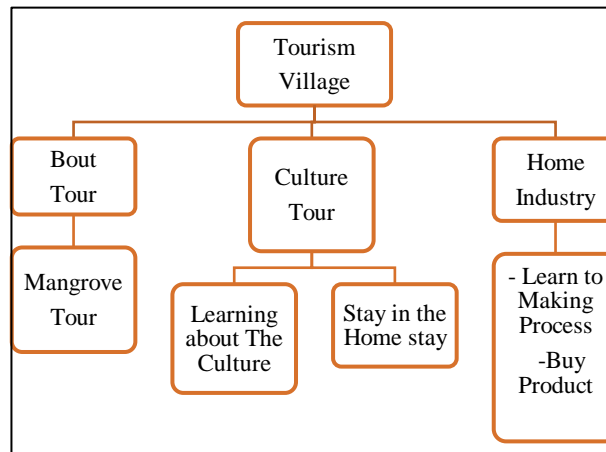 Tourism
Village
Bout
Tour
Culture
Tour
Home
Industry
Mangrove
Tour
Learning
about The
Culture
Stay in the
Home stay
- Learn to
Making
Process
-Buy
Product